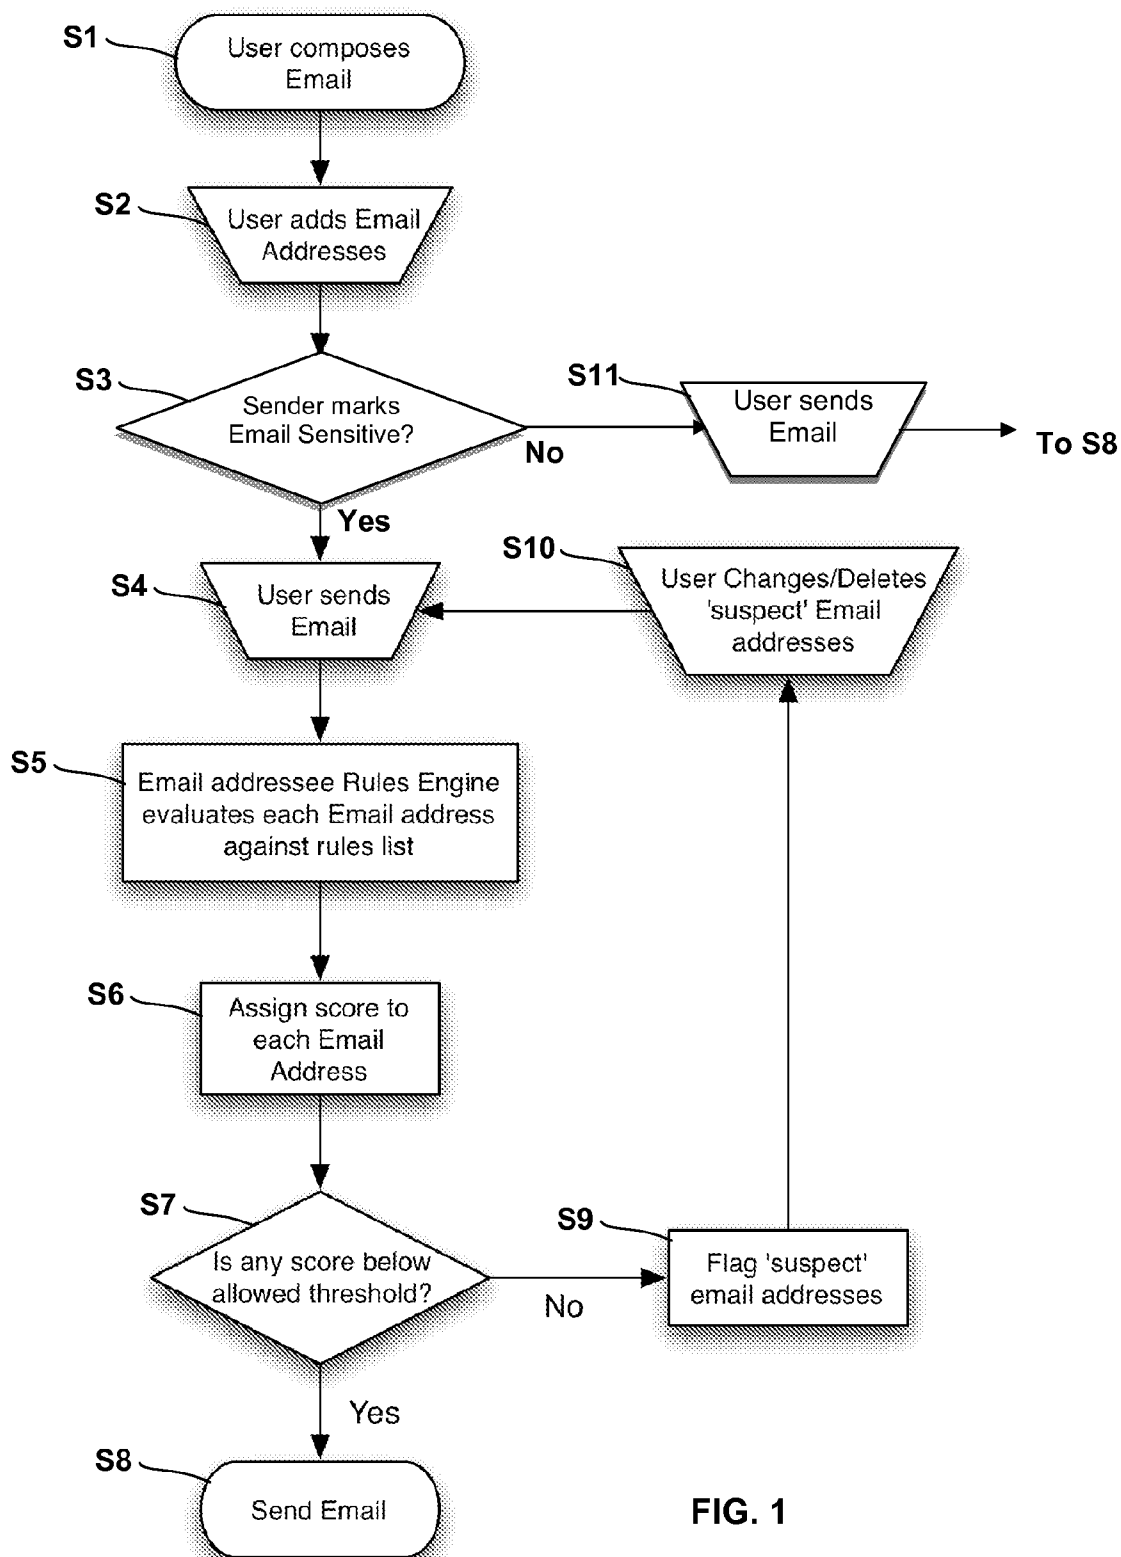 S1
User composes
Email
S2
User adds Email
Addresses
S3
Sender marks
Email Sensitive?
No
S11
User sends
Email
To S8
Yes
S4
User sends
Email
S10
User Changes/Deletes
'suspect' Email
addresses
S5
Email addressee Rules Engine
evaluates each Email address
against rules list
S6
Assign score to
each Email
Address
S7
Is any score below
allowed threshold?
No
S9
Flag 'suspect'
email addresses
Yes
S8
Send Email
FIG. 1